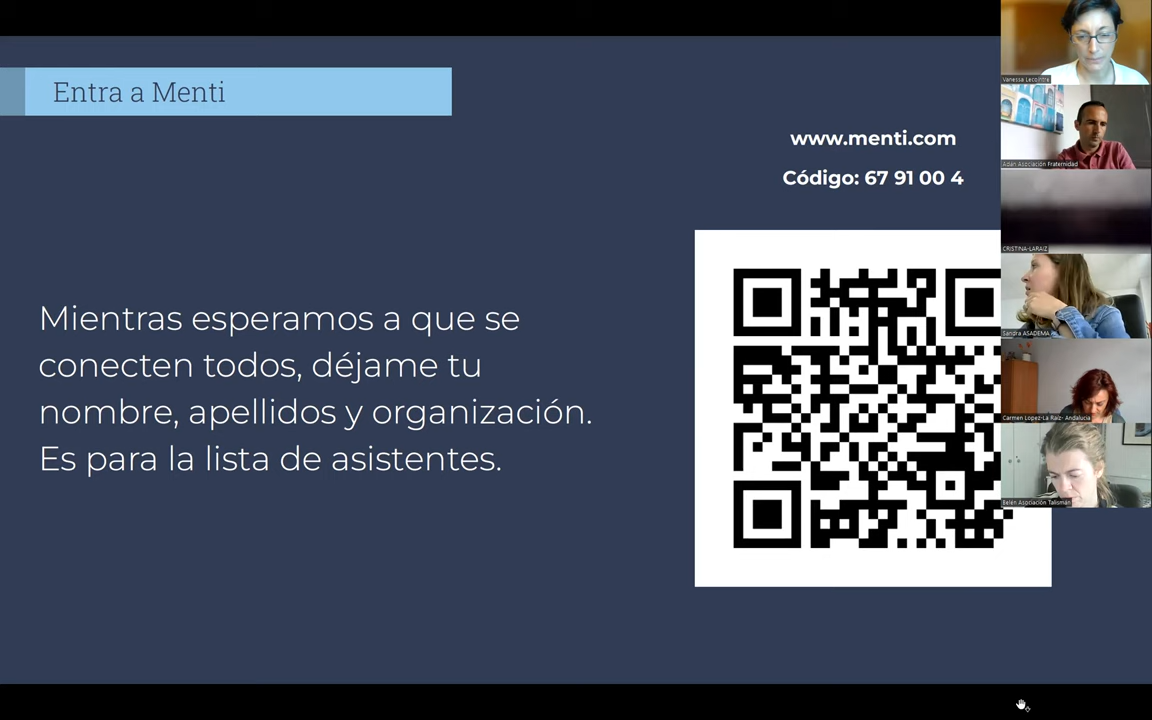 Entra a Menti
www.menti.com
Código: 67 91 00 4
Mientras esperamos a que se
conecten todos, déjame tu
nombre, apellidos y organización.
Es para la lista de asistentes.
Vanessa Lecointre
Adán Asociación Fraternidad
CRISTINA-LARAIZ
Sandra ASADEMA
Carmen Lopez-La Raíz- Andalucia
Belén Asociación Talismán